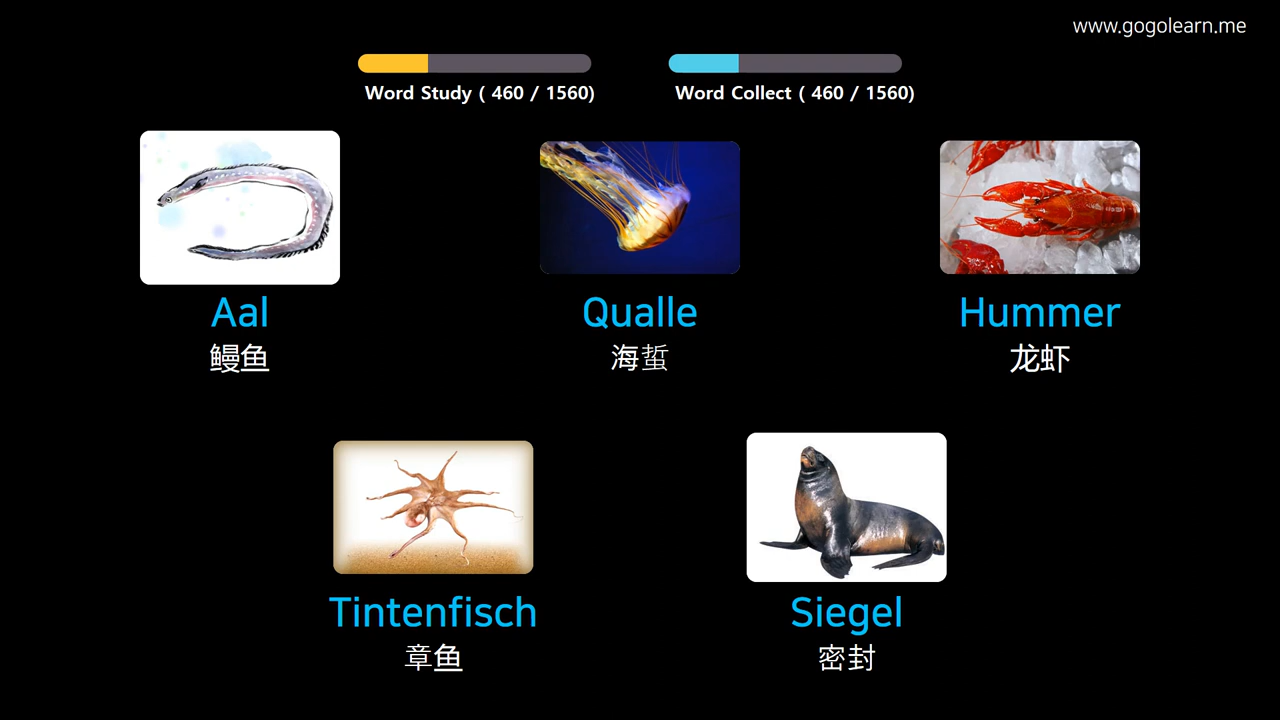 www.gogolearn.me
Word Study ( 460 / 1560)
Word Collect ( 460 / 1560)
Aal
鳗鱼
Qualle
海蜇
Hummer
龙虾
Tintenfisch
章鱼
Siegel
密封